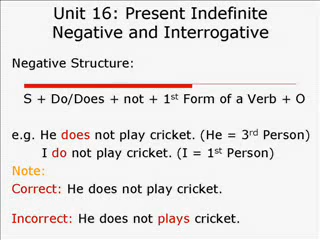 Unit 16: Present Indefinite
Negative and Interrogative
Negative Structure:
S + Do/Does + not + 1st Form of a Verb + O
e.g. He does not play cricket. (He = 3rd Person)
I do not play cricket. (I = 1st Person)
Note:
Correct: He does not play cricket.
Incorrect: He does not plays cricket.